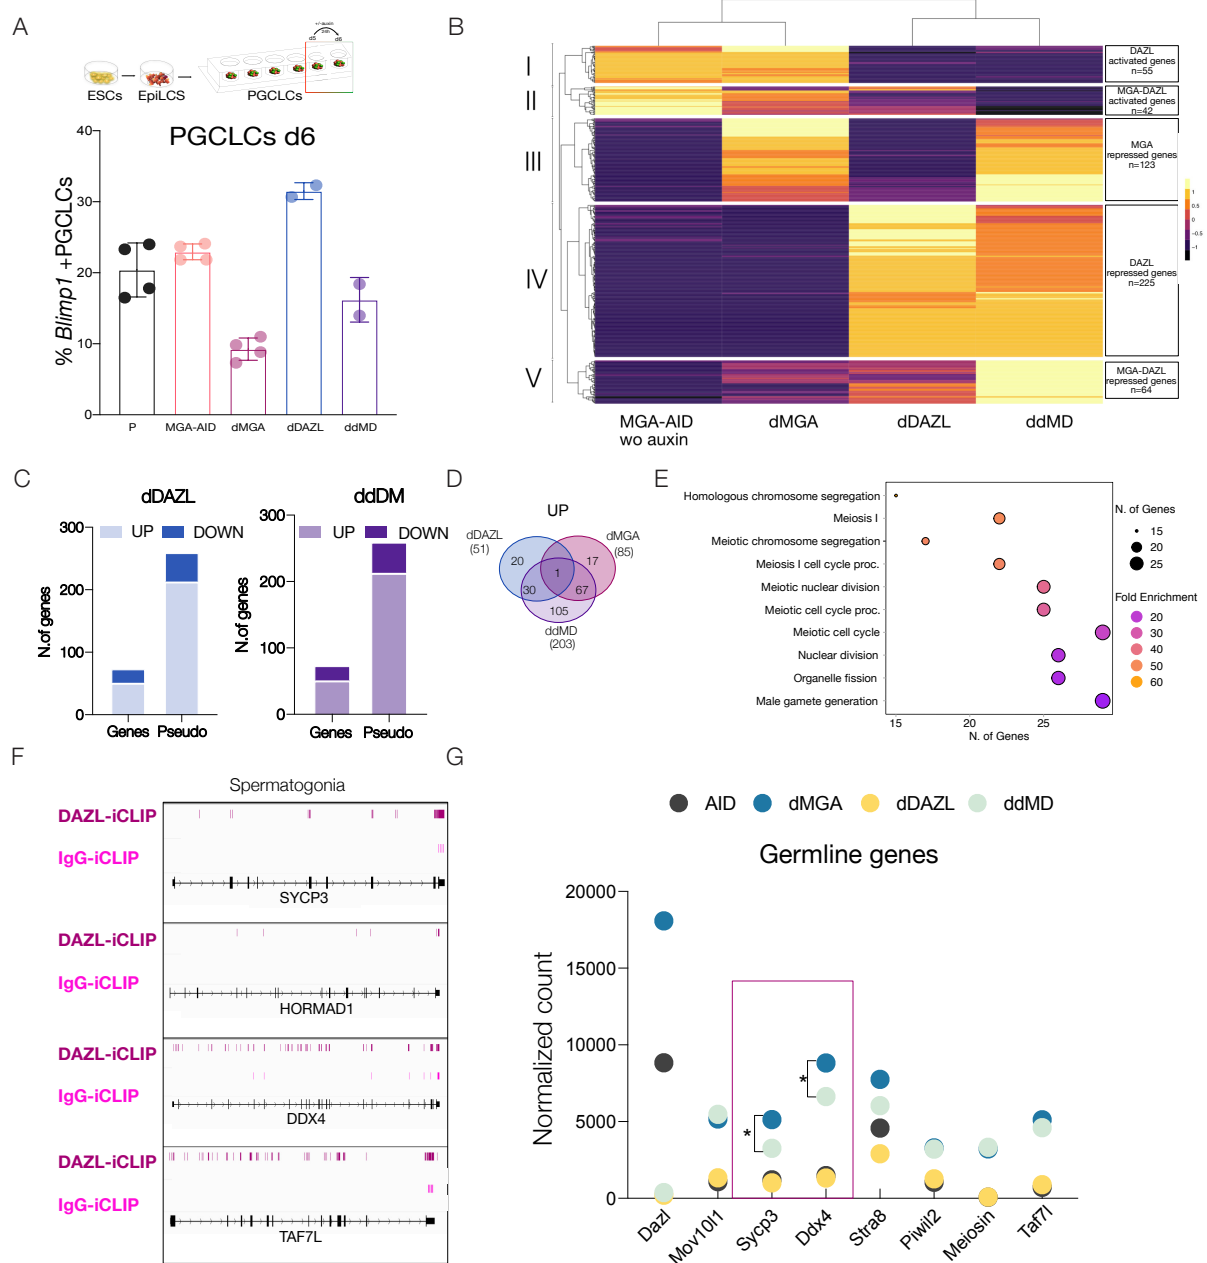 A
+/-auxin
24h
d5
d6
ESCs
EpiLCS
PGCLCs
PGCLCs d6
% Blimp1 +PGCLCs
40
30
20
10
0
P
MGA-AID
dMGA
dDAZL
ddMD
B
I
II
III
IV
V
DAZL
activated genes
n=55
MGA-DAZL
activated genes
n=42
MGA
repressed genes
n=123
DAZL
repressed genes
n=225
MGA-DAZL
repressed genes
n=64
1
0.5
0
−0.5
−1
MGA-AID
wo auxin
dMGA
dDAZL
ddMD
C
dDAZL
UP
DOWN
N.of genes
300
200
100
0
Genes
Pseudo
ddDM
UP
DOWN
N.of genes
300
200
100
0
Genes
Pseudo
D
UP
dDAZL
(51)
dMGA
(85)
20
17
1
30
67
105
ddMD
(203)
E
Homologous chromosome segregation
Meiosis I
Meiotic chromosome segregation
Meiosis I cell cycle proc.
Meiotic nuclear division
Meiotic cell cycle proc.
Meiotic cell cycle
Nuclear division
Organelle fission
Male gamete generation
15
20
25
N. of Genes
N. of Genes
15
20
25
Fold Enrichment
20
30
40
50
60
F
Spermatogonia
DAZL-iCLIP
IgG-iCLIP
SYCP3
DAZL-iCLIP
IgG-iCLIP
HORMAD1
DAZL-iCLIP
IgG-iCLIP
DDX4
DAZL-iCLIP
IgG-iCLIP
TAF7L
G
AID
dMGA
dDAZL
ddMD
Germline genes
Normalized count
20000
15000
10000
5000
0
*
*
Dazl
Mov10l1
Sycp3
Ddx4
Stra8
Piwil2
Meiosin
Taf7l